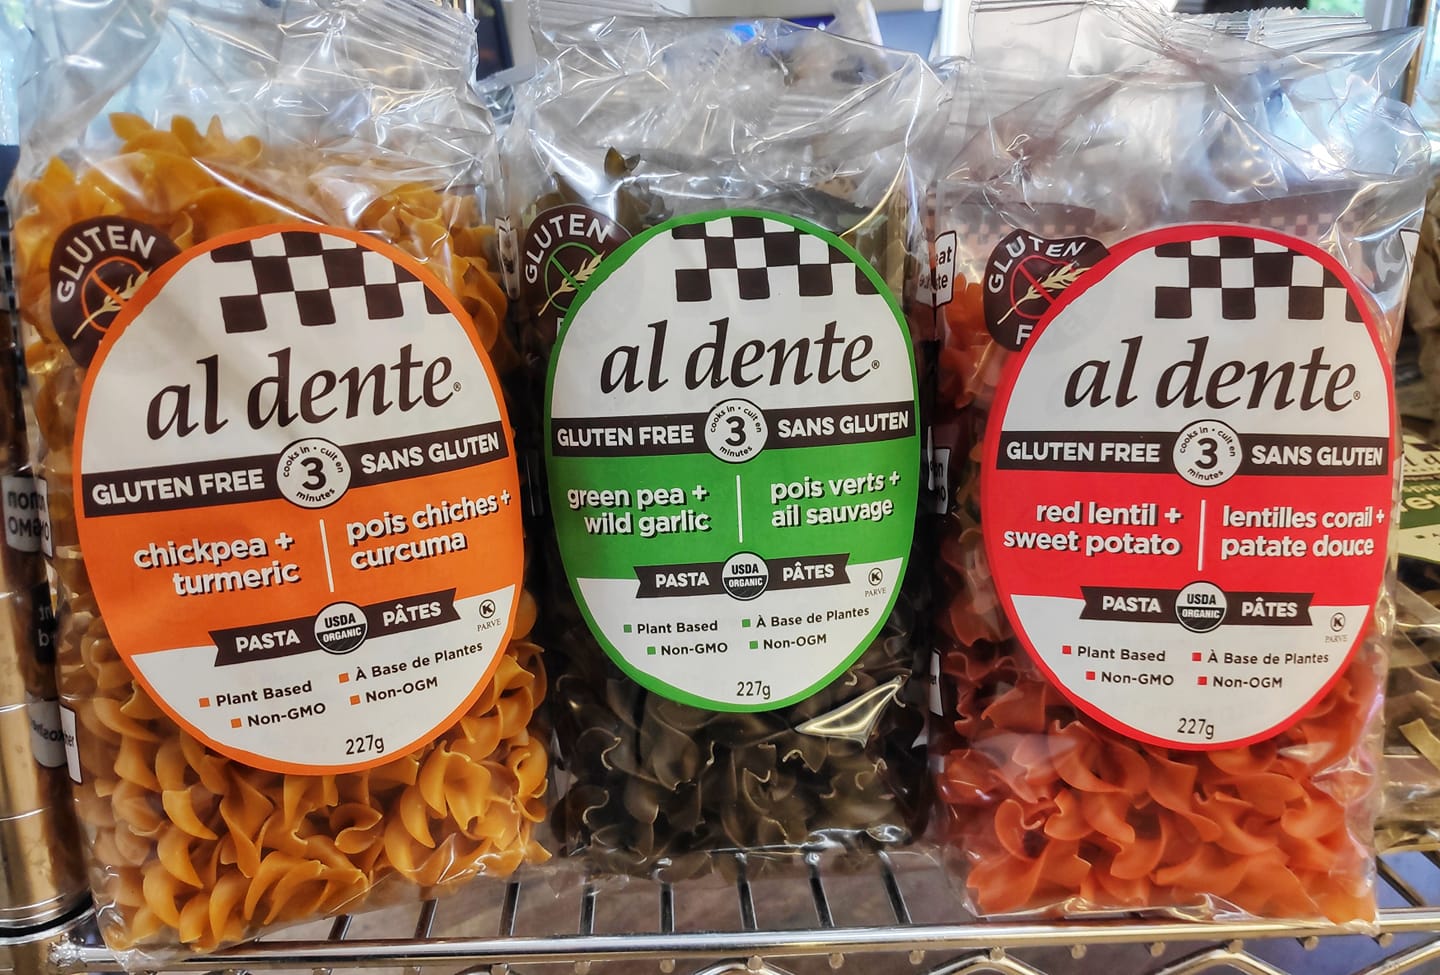 GLUTEN
al dente®
GLUTEN FREE
cooks in • cuit en
3
minutes
SANS GLUTEN
chickpea +
turmeric
pois chiches +
curcuma
PASTA
USDA
ORGANIC
PÂTES
K
PARVE
Plant Based
À Base de Plantes
Non-GMO
Non-OGM
227g
GLUTEN
F
al dente®
GLUTEN FREE
cooks in • cuit en
3
minutes
SANS GLUTEN
green pea +
wild garlic
pois verts +
ail sauvage
PASTA
USDA
ORGANIC
PÂTES
K
PARVE
Plant Based
À Base de Plantes
Non-GMO
Non-OGM
227g
GLUTEN
F
al dente®
GLUTEN FREE
cooks in • cuit en
3
minutes
SANS GLUTEN
red lentil +
sweet potato
lentilles corail +
patate douce
PASTA
USDA
ORGANIC
PÂTES
K
PARVE
Plant Based
À Base de Plantes
Non-GMO
Non-OGM
227g